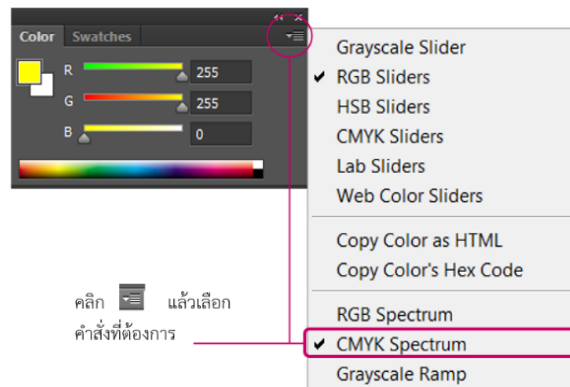 Color Swatches
R 255
G 255
B 0
Grayscale Slider
✔ RGB Sliders
HSB Sliders
CMYK Sliders
Lab Sliders
Web Color Sliders
Copy Color as HTML
Copy Color's Hex Code
RGB Spectrum
✔ CMYK Spectrum
Grayscale Ramp
คลิก แล้วเลือก
คำสั่งที่ต้องการ